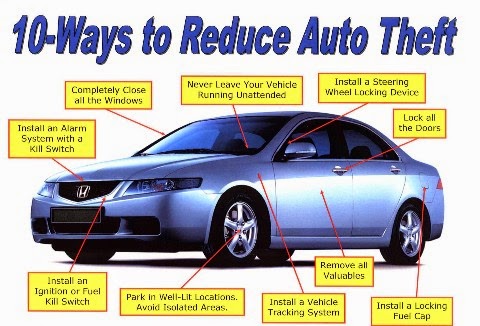 10-Ways to Reduce Auto Theft
Completely Close
all the Windows
Never Leave Your Vehicle
Running Unattended
Install a Steering
Wheel Locking Device
Lock all
the Doors
Install an Alarm
System with a
Kill Switch
Install an
Ignition or Fuel
Kill Switch
Park in Well-Lit Locations.
Avoid Isolated Areas.
Install a Vehicle
Tracking System
Remove all
Valuables
Install a Locking
Fuel Cap